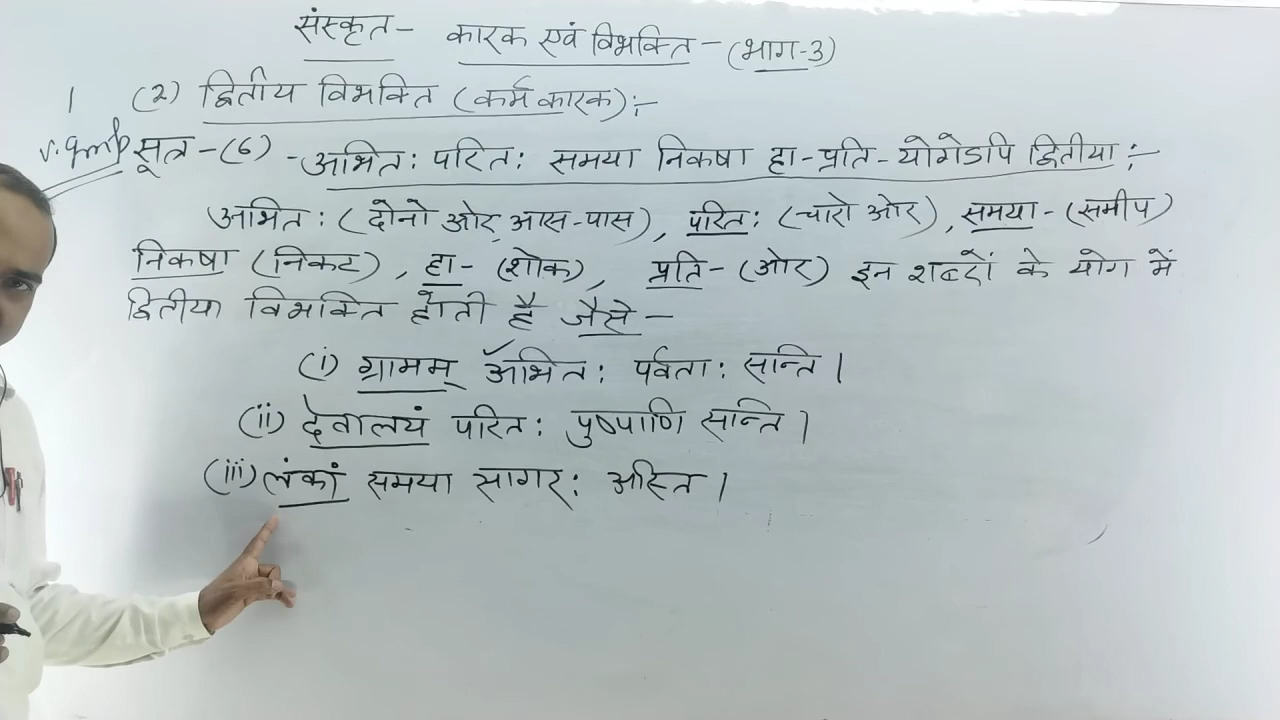 संस्कृत- कारक एवं विभक्ति-(भाग-3)
1 (2) द्वितीय विभक्ति (कर्म कारक):-
v.gmp सूत्र-(6) -अभित: परित: समया निकषा हा-प्रति-योगेडपि द्वितीया:-
अभित: (दोनो ओर, आस-पास), परित: (चारो ओर), समया-(समीप)
निकषा (निकट), हा- (शोक), प्रति- (ओर) इन शब्दों के योग में
द्वितीया विभक्ति होती है जैसे-
(i) ग्रामम् अभित: पर्वता: सन्ति।
(ii) देवालयं परित: पुष्पाणि सन्ति।
(iii) लंकां समया सागर: अस्ति।